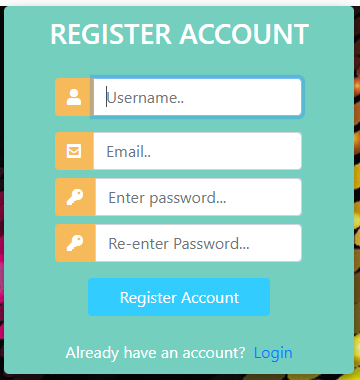 REGISTER ACCOUNT
Username..
Email..
Enter password...
Re-enter Password...
Register Account
Already have an account? Login